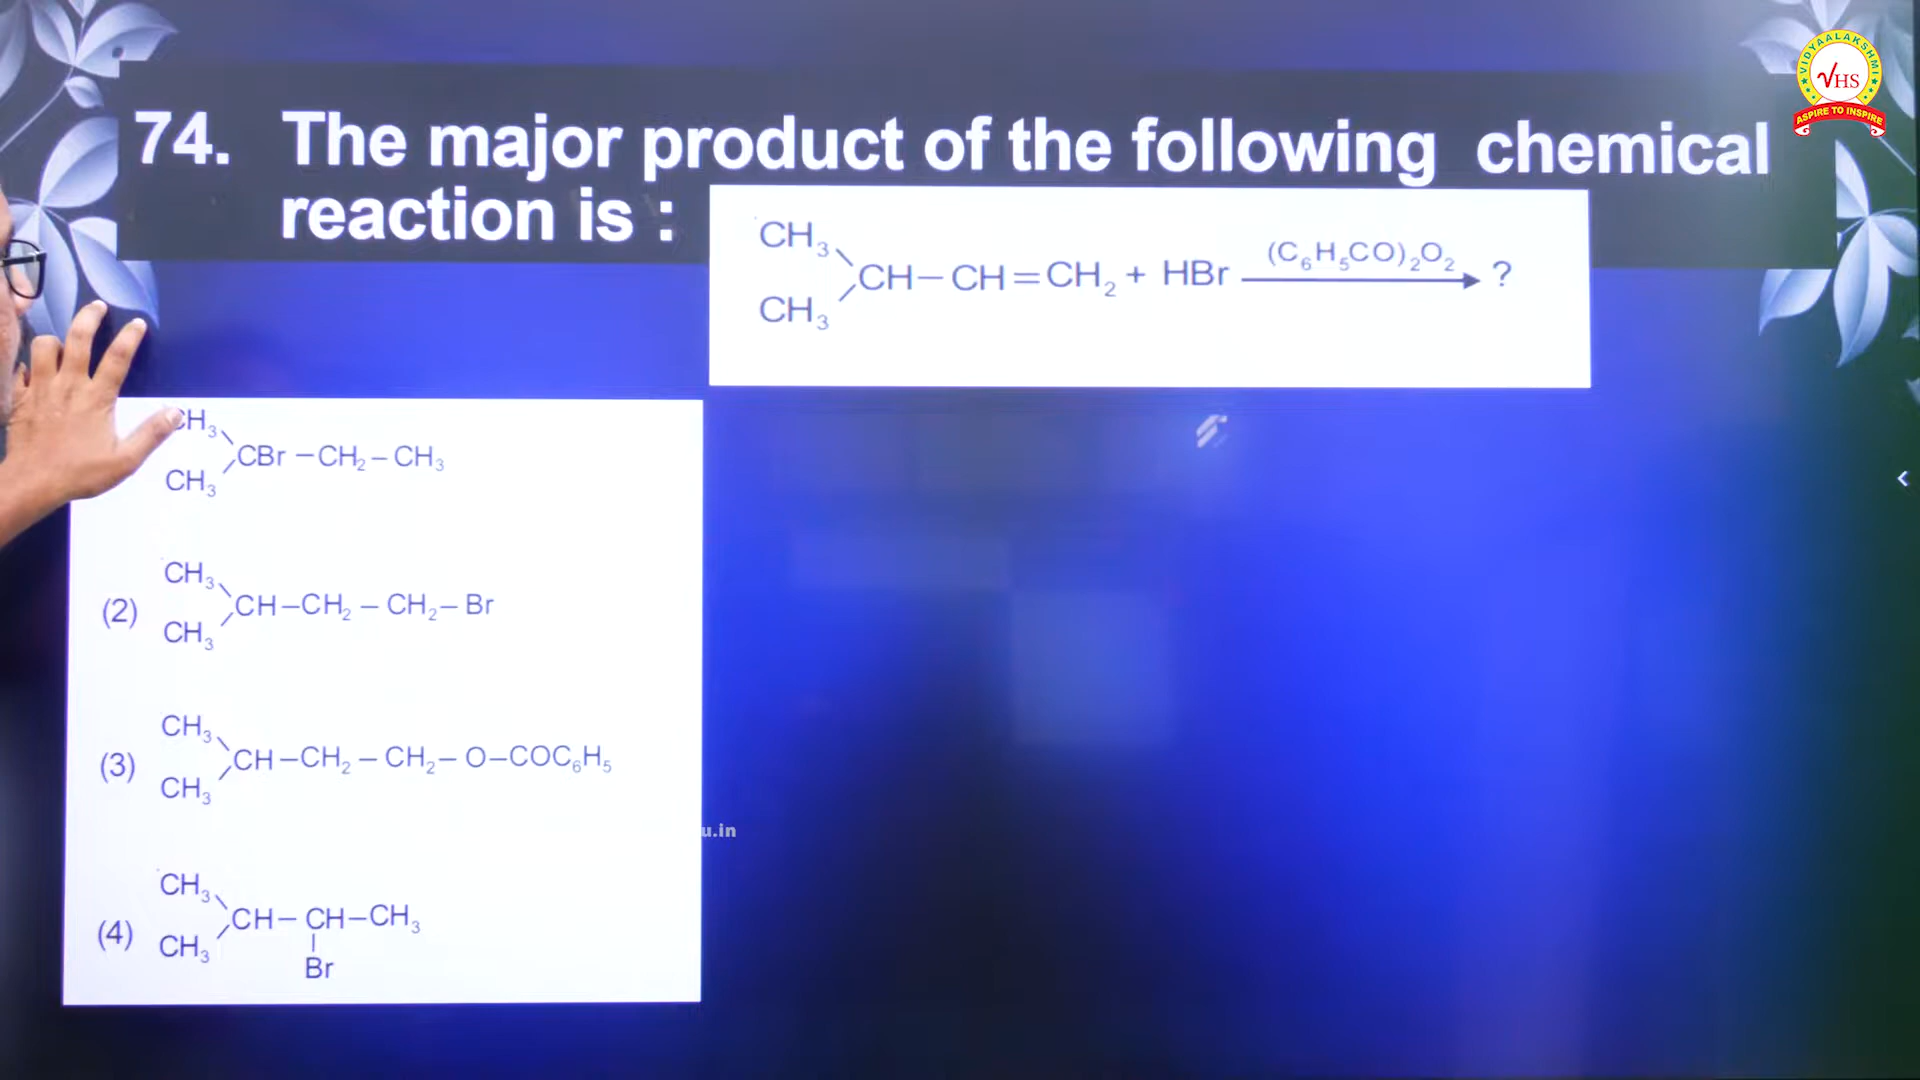 VIDYAALAKSHMI
VHS
ASPIRE TO INSPIRE
74. The major product of the following chemical
reaction is :
CH₃
CH–CH=CH₂ + HBr (C₆H₅CO)₂O₂ ?
CH₃
CH₃
CBr –CH₂–CH₃
CH₃
CH₃
(2) CH–CH₂–CH₂–Br
CH₃
CH₃
(3) CH–CH₂–CH₂–O–COC₆H₅
CH₃
u.in
CH₃
(4) CH–CH–CH₃
CH₃
Br